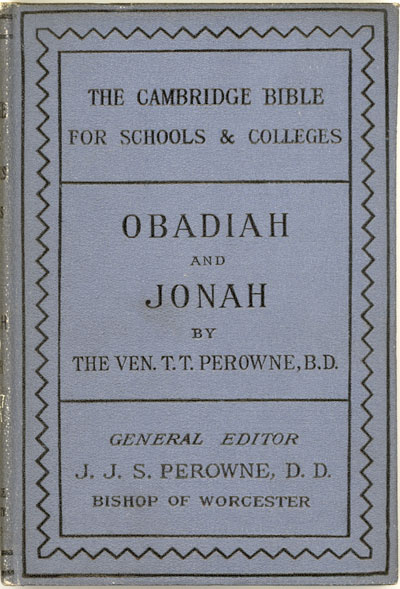 THE CAMBRIDGE BIBLE
FOR SCHOOLS & COLLEGES
OBADIAH
AND
JONAH
BY
THE VEN. T. T. PEROWNE, B.D.
GENERAL EDITOR
J. J. S. PEROWNE, D. D.
BISHOP OF WORCESTER